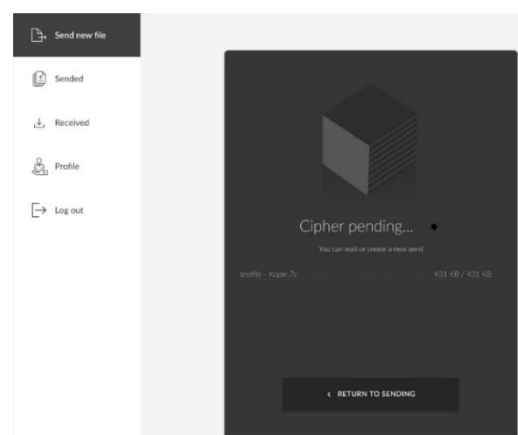 Send new file
Sended
Received
Profile
Log out
Cipher pending...
You can wait or create a new send
testfile - Kopie.7z 431 KB / 431 KB
< RETURN TO SENDING